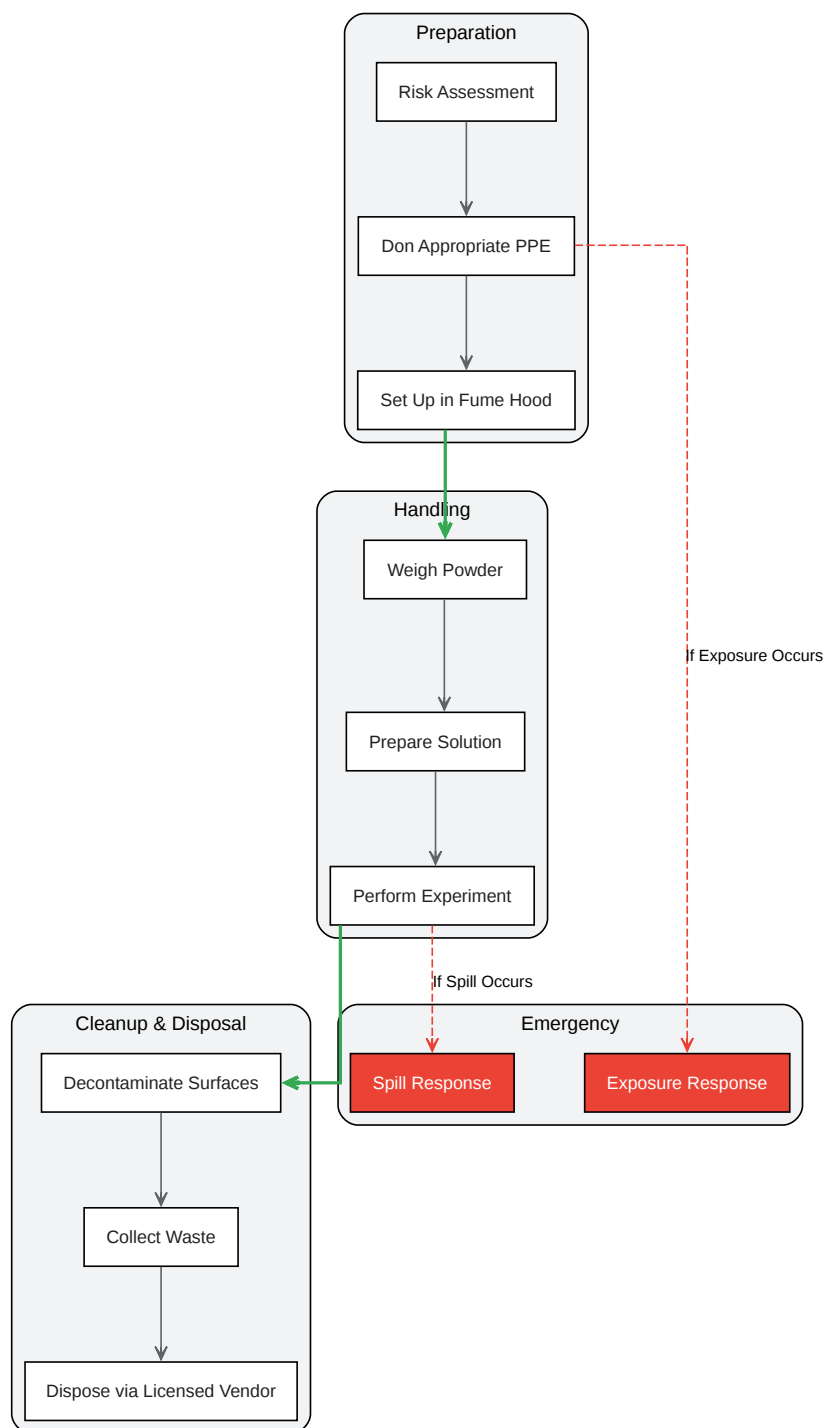 Preparation
Risk Assessment
Don Appropriate PPE
Set Up in Fume Hood
Handling
Weigh Powder
If Exposure Occurs
Prepare Solution
Perform Experiment
If Spill Occurs
Cleanup & Disposal
Emergency
Decontaminate Surfaces
Spill Response
Exposure Response
Collect Waste
Dispose via Licensed Vendor